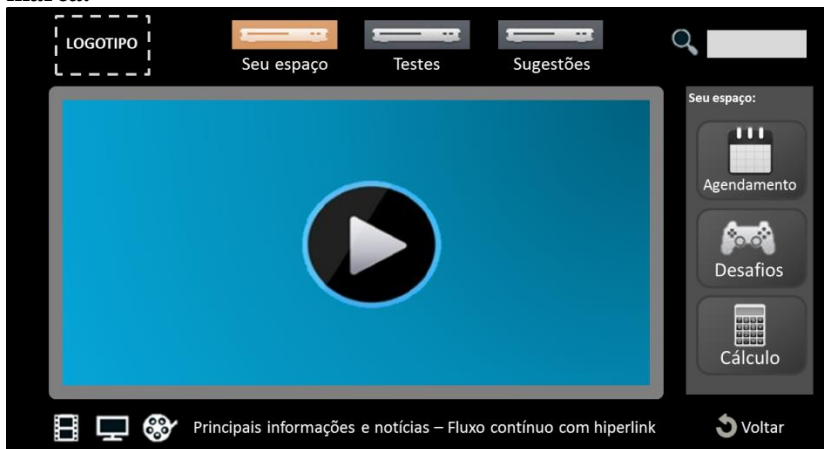 LOGOTIPO
Seu espaço
Testes
Sugestões
Seu espaço:
Agendamento
Desafios
Cálculo
Principais informações e notícias – Fluxo contínuo com hiperlink
Voltar